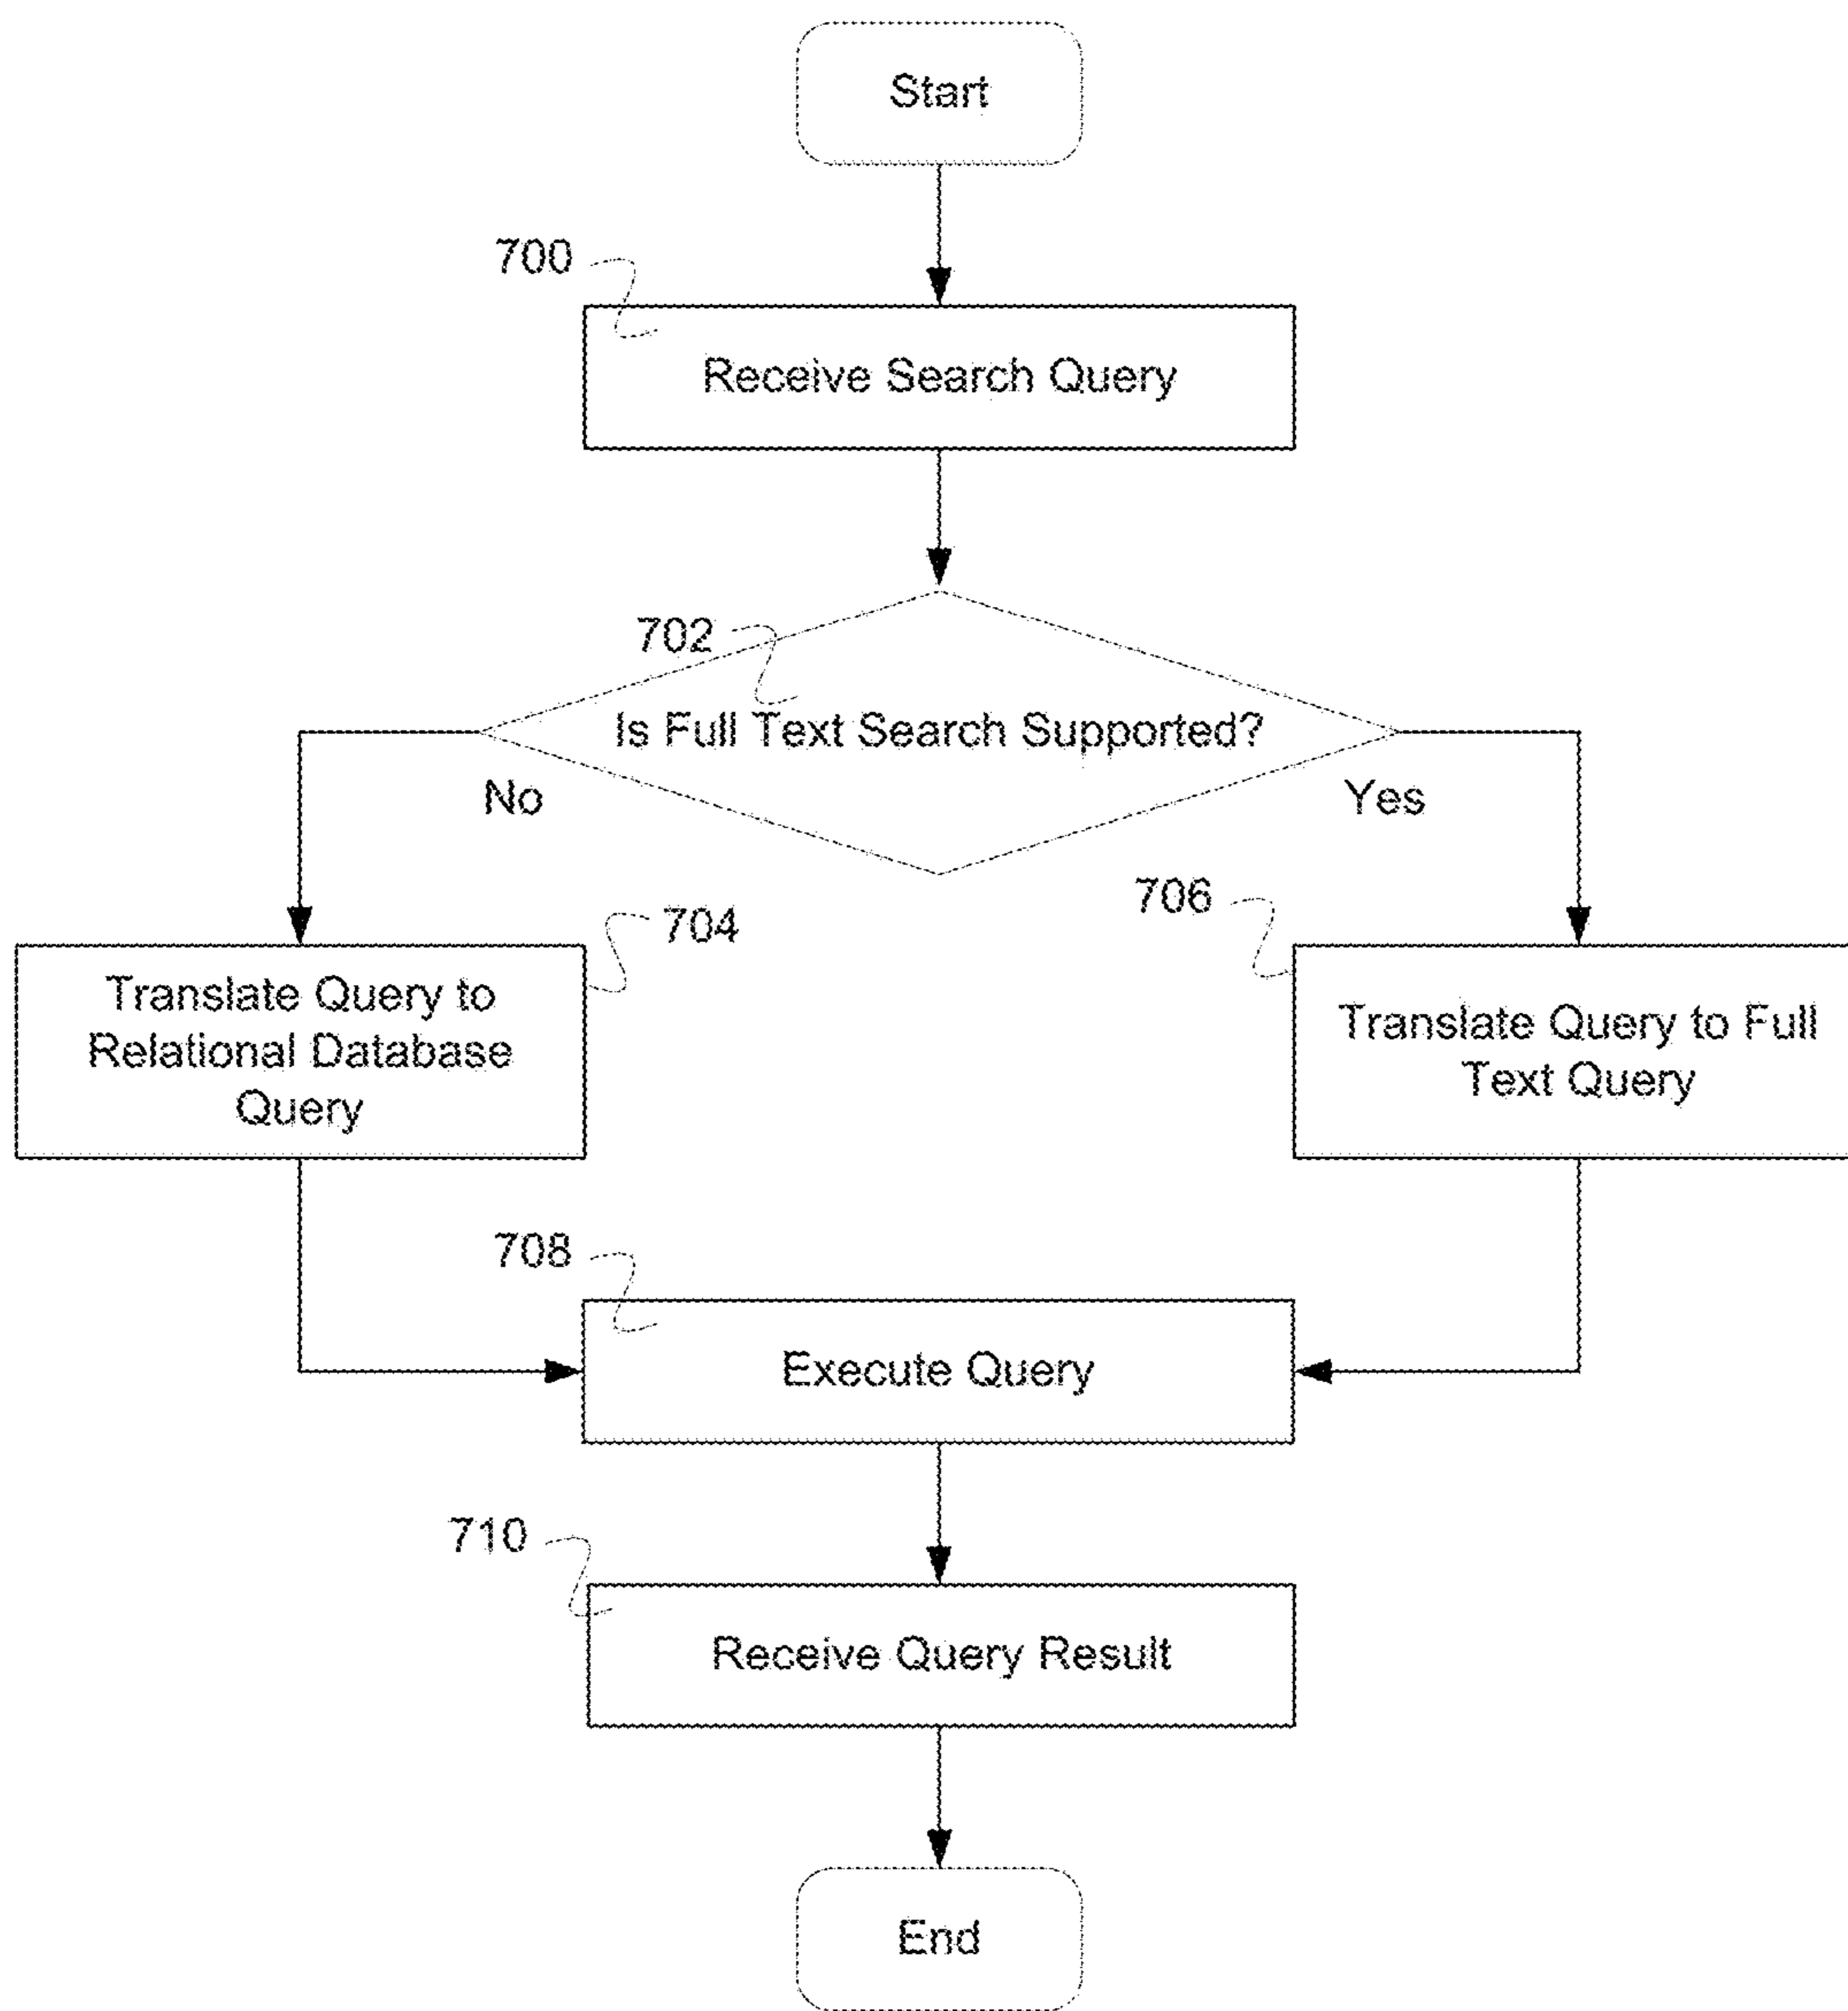 Start
700
Receive Search Query
702
Is Full Text Search Supported?
No
Yes
704
706
Translate Query to
Relational Database
Query
Translate Query to Full
Text Query
708
Execute Query
710
Receive Query Result
End